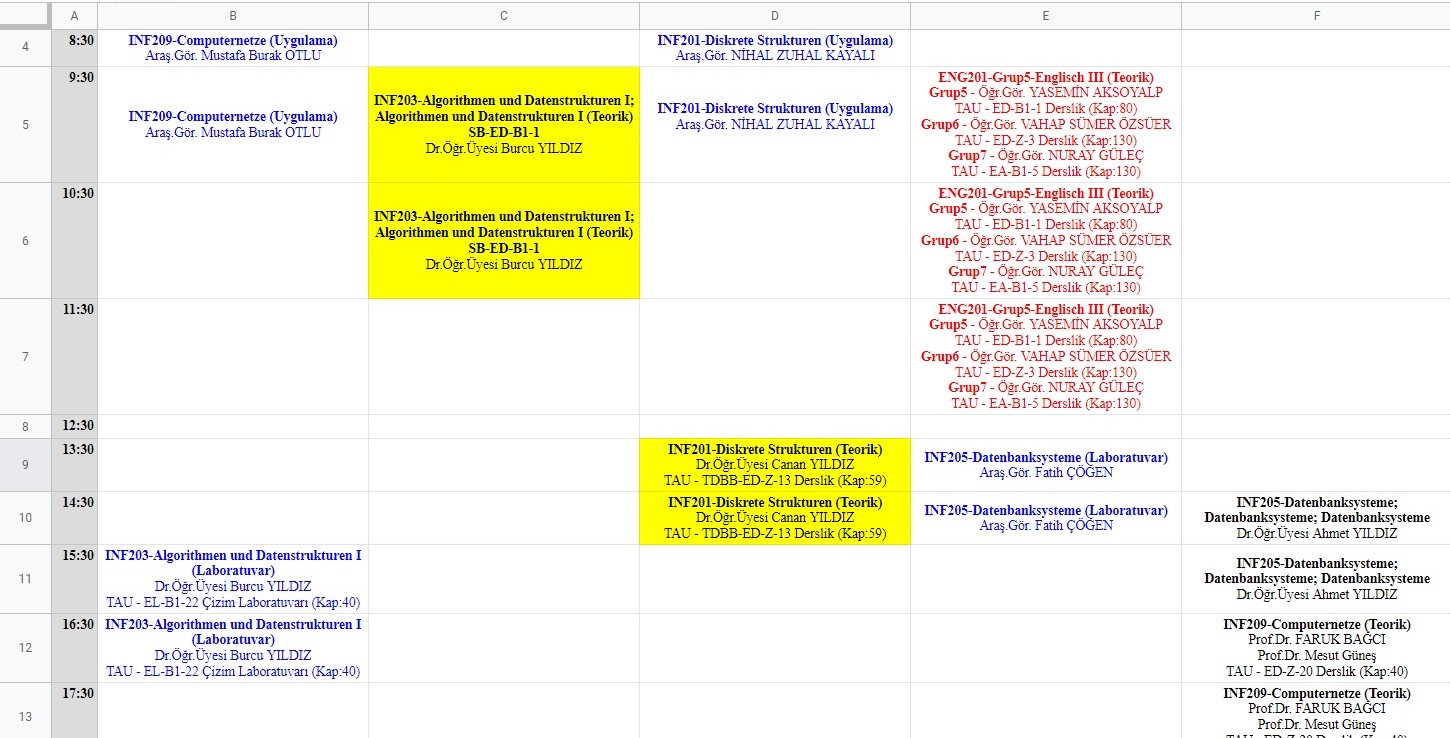 A B C D E F
4 8:30
INF209-Computernetze (Uygulama)
Araş.Gör. Mustafa Burak OTLU
INF201-Diskrete Strukturen (Uygulama)
Araş.Gör. NİHAL ZUHAL KAYALI
5 9:30
INF209-Computernetze (Uygulama)
Araş.Gör. Mustafa Burak OTLU
INF203-Algorithmen und Datenstrukturen I;
Algorithmen und Datenstrukturen I (Teorik)
SB-ED-B1-1
Dr.Öğr.Üyesi Burcu YILDIZ
INF201-Diskrete Strukturen (Uygulama)
Araş.Gör. NİHAL ZUHAL KAYALI
ENG201-Grup5-Englisch III (Teorik)
Grup5 - Öğr.Gör. YASEMİN AKSOYALP
TAU - ED-B1-1 Derslik (Kap:80)
Grup6 - Öğr.Gör. VAHAP SÜMER ÖZSÜER
TAU - ED-Z-3 Derslik (Kap:130)
Grup7 - Öğr.Gör. NURAY GÜLEÇ
TAU - EA-B1-5 Derslik (Kap:130)
6 10:30
INF203-Algorithmen und Datenstrukturen I;
Algorithmen und Datenstrukturen I (Teorik)
SB-ED-B1-1
Dr.Öğr.Üyesi Burcu YILDIZ
ENG201-Grup5-Englisch III (Teorik)
Grup5 - Öğr.Gör. YASEMİN AKSOYALP
TAU - ED-B1-1 Derslik (Kap:80)
Grup6 - Öğr.Gör. VAHAP SÜMER ÖZSÜER
TAU - ED-Z-3 Derslik (Kap:130)
Grup7 - Öğr.Gör. NURAY GÜLEÇ
TAU - EA-B1-5 Derslik (Kap:130)
7 11:30
ENG201-Grup5-Englisch III (Teorik)
Grup5 - Öğr.Gör. YASEMİN AKSOYALP
TAU - ED-B1-1 Derslik (Kap:80)
Grup6 - Öğr.Gör. VAHAP SÜMER ÖZSÜER
TAU - ED-Z-3 Derslik (Kap:130)
Grup7 - Öğr.Gör. NURAY GÜLEÇ
TAU - EA-B1-5 Derslik (Kap:130)
8 12:30
9 13:30
INF201-Diskrete Strukturen (Teorik)
Dr.Öğr.Üyesi Canan YILDIZ
TAU - TDBB-ED-Z-13 Derslik (Kap:59)
INF205-Datenbanksysteme (Laboratuvar)
Araş.Gör. Fatih ÇÖĞEN
10 14:30
INF201-Diskrete Strukturen (Teorik)
Dr.Öğr.Üyesi Canan YILDIZ
TAU - TDBB-ED-Z-13 Derslik (Kap:59)
INF205-Datenbanksysteme (Laboratuvar)
Araş.Gör. Fatih ÇÖĞEN
INF205-Datenbanksysteme;
Datenbanksysteme; Datenbanksysteme
Dr.Öğr.Üyesi Ahmet YILDIZ
11 15:30
INF203-Algorithmen und Datenstrukturen I
(Laboratuvar)
Dr.Öğr.Üyesi Burcu YILDIZ
TAU - EL-B1-22 Çizim Laboratuvarı (Kap:40)
INF205-Datenbanksysteme;
Datenbanksysteme; Datenbanksysteme
Dr.Öğr.Üyesi Ahmet YILDIZ
12 16:30
INF203-Algorithmen und Datenstrukturen I
(Laboratuvar)
Dr.Öğr.Üyesi Burcu YILDIZ
TAU - EL-B1-22 Çizim Laboratuvarı (Kap:40)
INF209-Computernetze (Teorik)
Prof.Dr. FARUK BAĞCI
Prof.Dr. Mesut Güneş
TAU - ED-Z-20 Derslik (Kap:40)
13 17:30
INF209-Computernetze (Teorik)
Prof.Dr. FARUK BAĞCI
Prof.Dr. Mesut Güneş